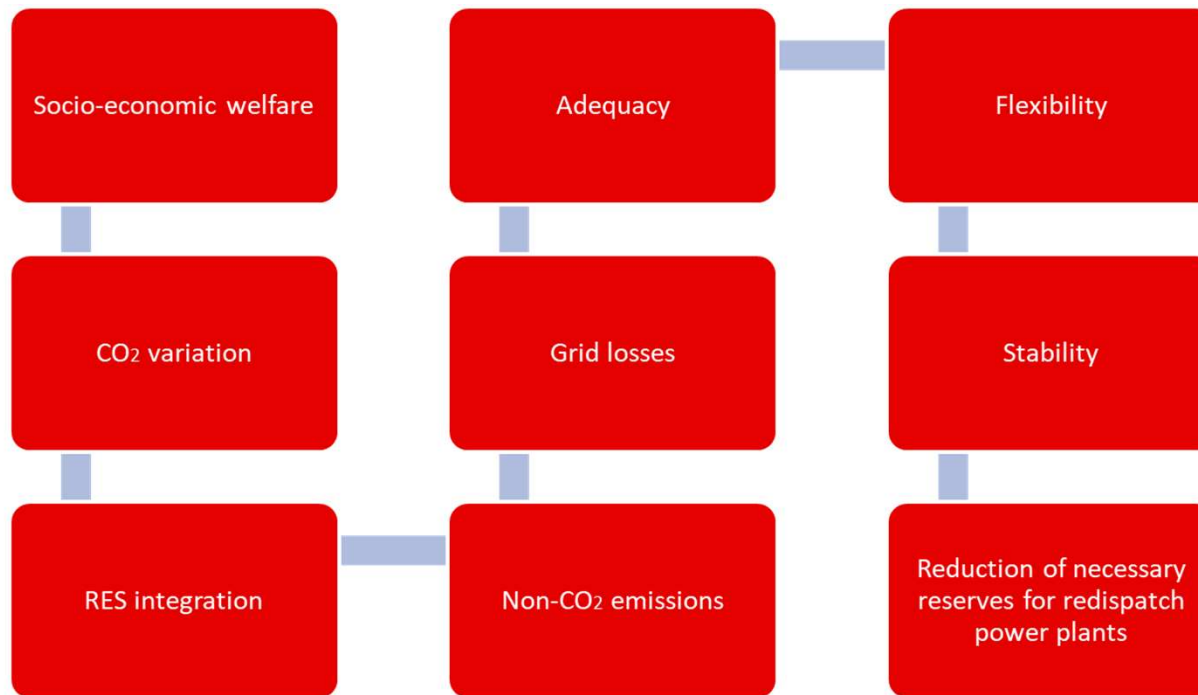 Socio-economic welfare
CO2 variation
RES integration
Non-CO2 emissions
Grid losses
Adequacy
Flexibility
Stability
Reduction of necessary
reserves for redispatch
power plants